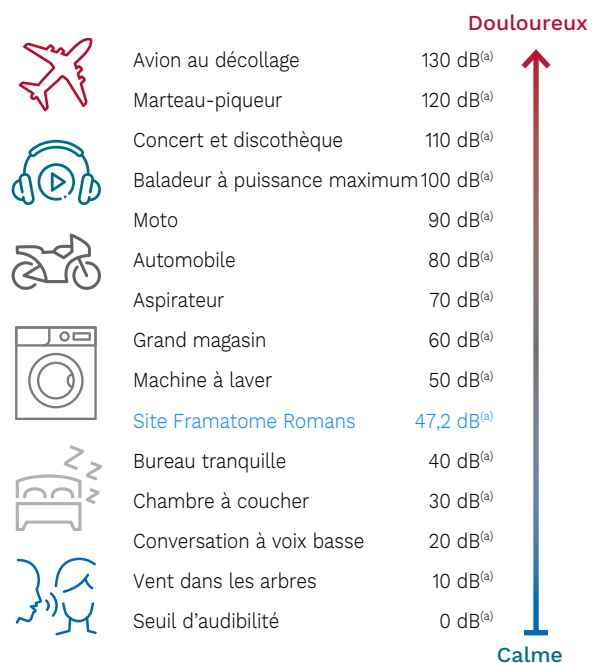 Douloureux
Avion au décollage 130 dB(a)
Marteau-piqueur 120 dB(a)
Concert et discothèque 110 dB(a)
Baladeur à puissance maximum 100 dB(a)
Moto 90 dB(a)
Automobile 80 dB(a)
Aspirateur 70 dB(a)
Grand magasin 60 dB(a)
Machine à laver 50 dB(a)
Site Framatome Romans 47,2 dB(a)
Bureau tranquille 40 dB(a)
Chambre à coucher 30 dB(a)
Conversation à voix basse 20 dB(a)
Vent dans les arbres 10 dB(a)
Seuil d’audibilité 0 dB(a)
Calme
Z Z Z